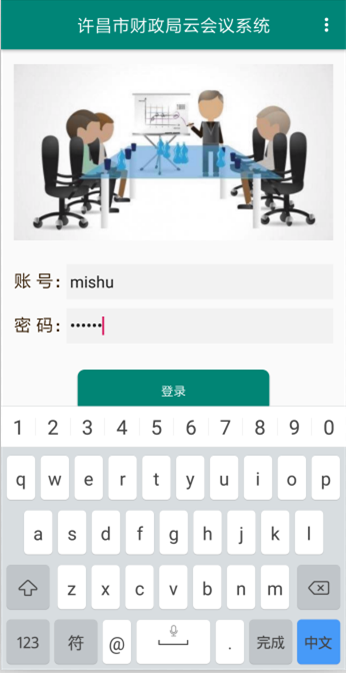 许昌市财政局云会议系统
账 号： mishu
密 码： ••••••
登录
1 2 3 4 5 6 7 8 9 0
q w e r t y u i o p
a s d f g h j k l
z x c v b n m
123 符 @ . 完成 中文